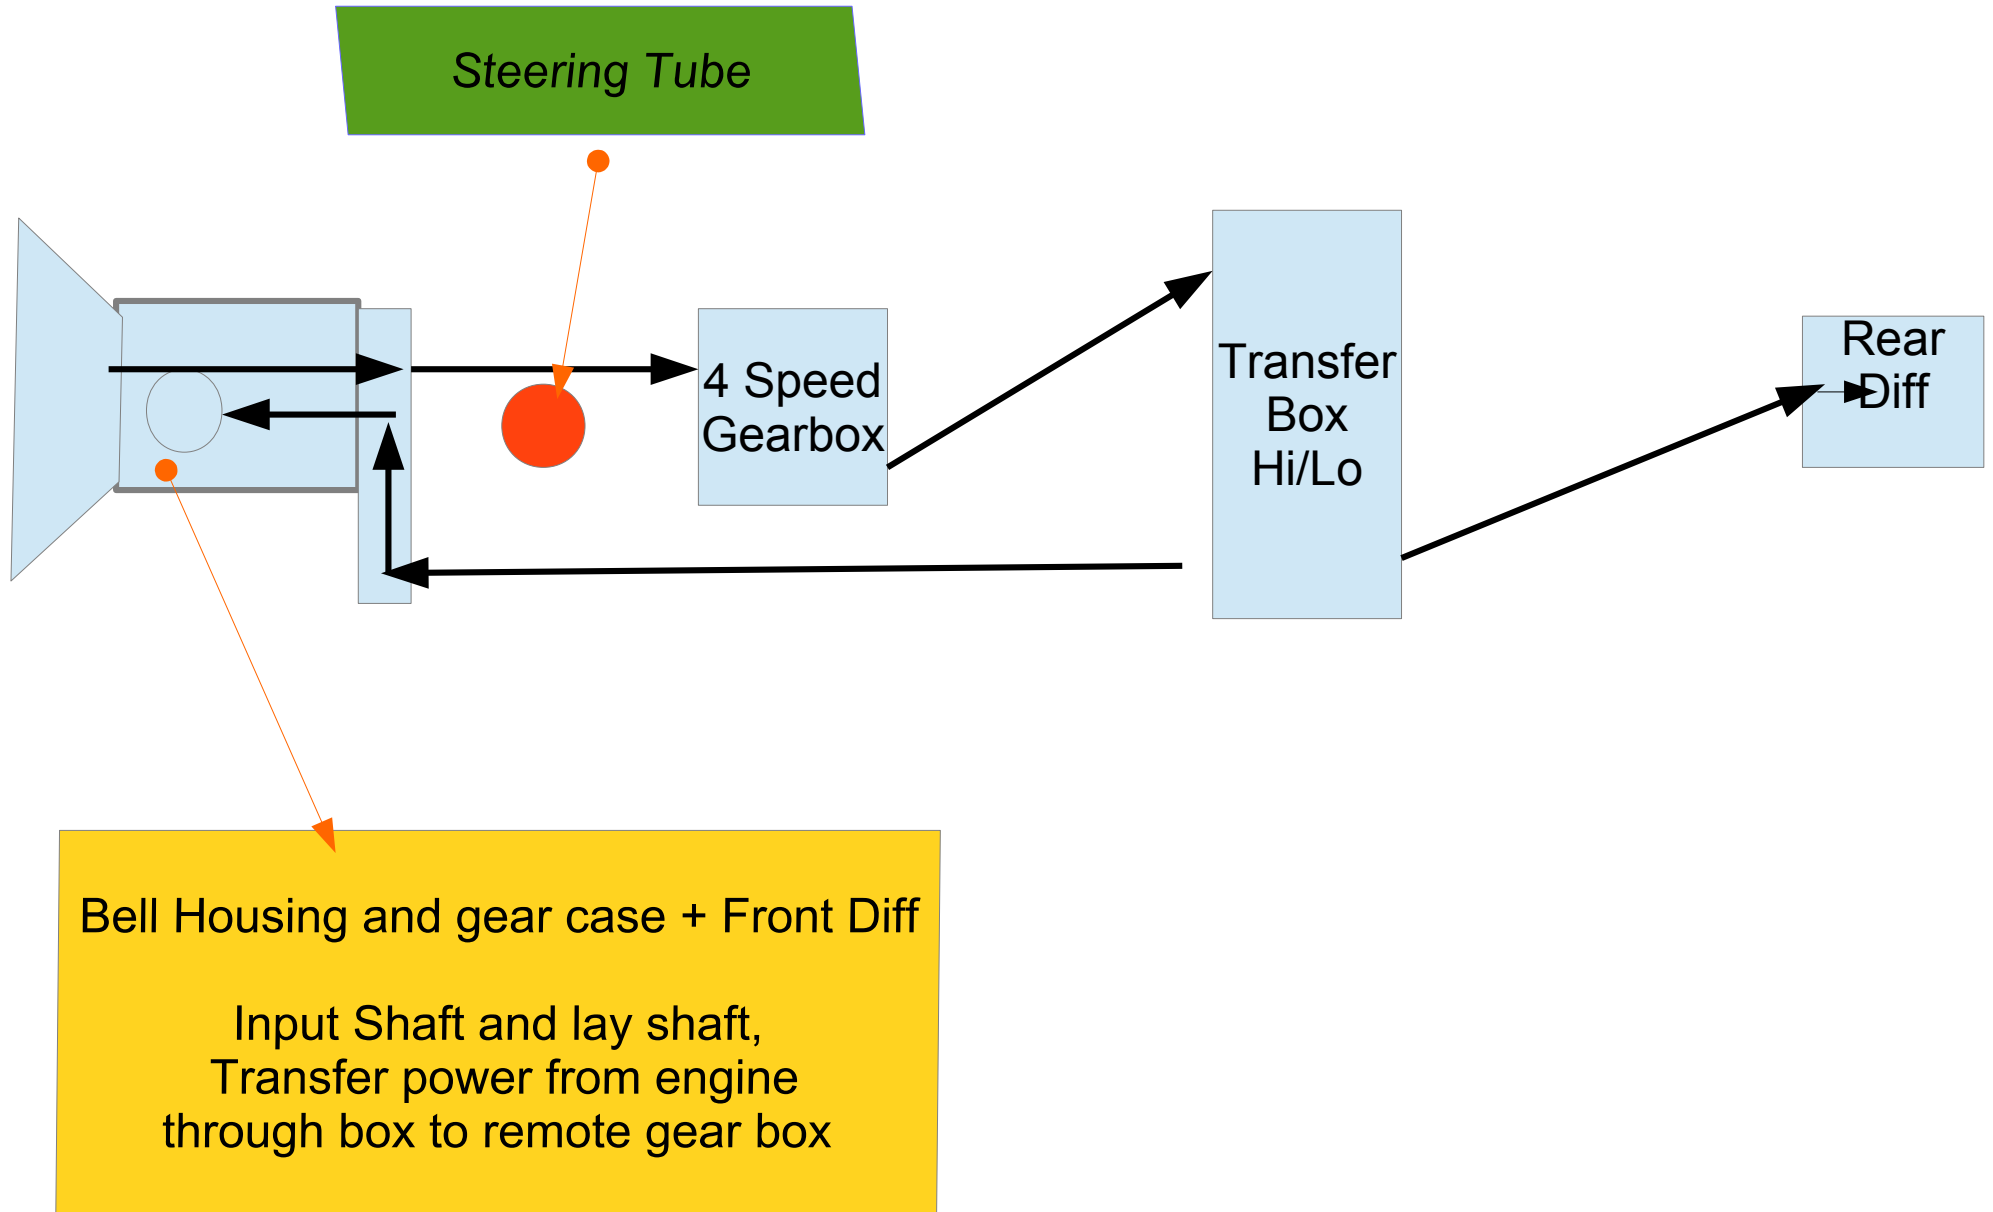 Steering Tube
4 Speed
Gearbox
Transfer
Box
Hi/Lo
Rear
Diff
Bell Housing and gear case + Front Diff
Input Shaft and lay shaft,
Transfer power from engine
through box to remote gear box